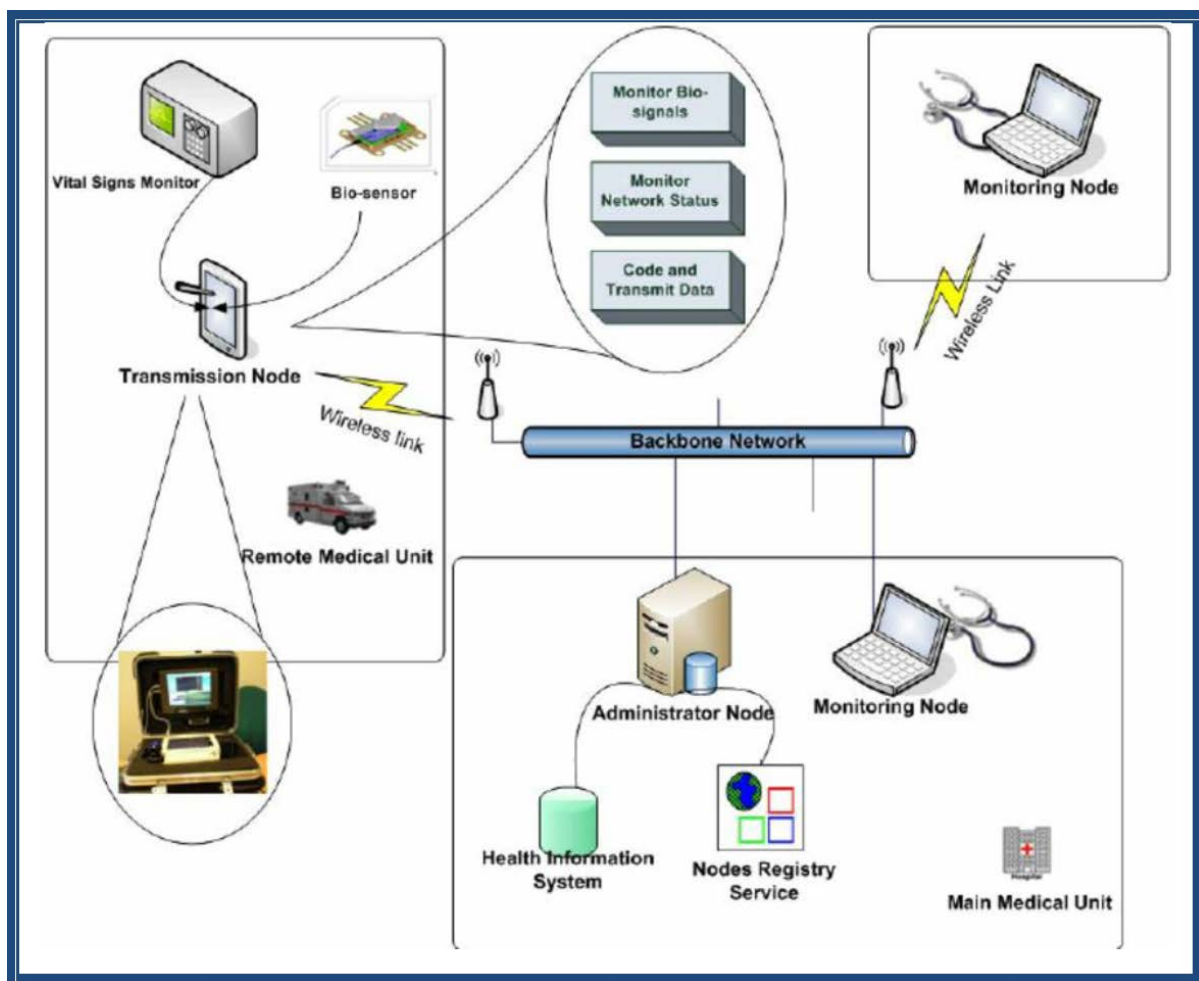 Vital Signs Monitor
Bio-sensor
Transmission Node
Wireless link
Remote Medical Unit
Monitor Bio-
signals
Monitor
Network Status
Code and
Transmit Data
Monitoring Node
Wireless Link
Backbone Network
Administrator Node
Monitoring Node
Health Information
System
Nodes Registry
Service
Hospital
Main Medical Unit